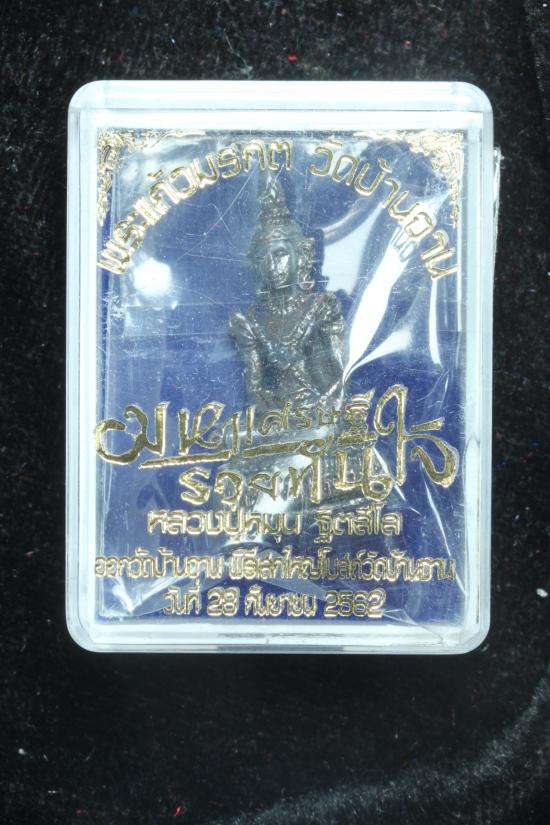 พระแก้วมรกต วัดบ้านจาน
มหาเศรษฐี
รวยทันใจ
หลวงปู่หมุน ฐิตสีโล
ออกวัดบ้านจาน พิธีเสกใหญ่โบสถ์วัดบ้านจาน
วันที่ 28 กันยายน 2562